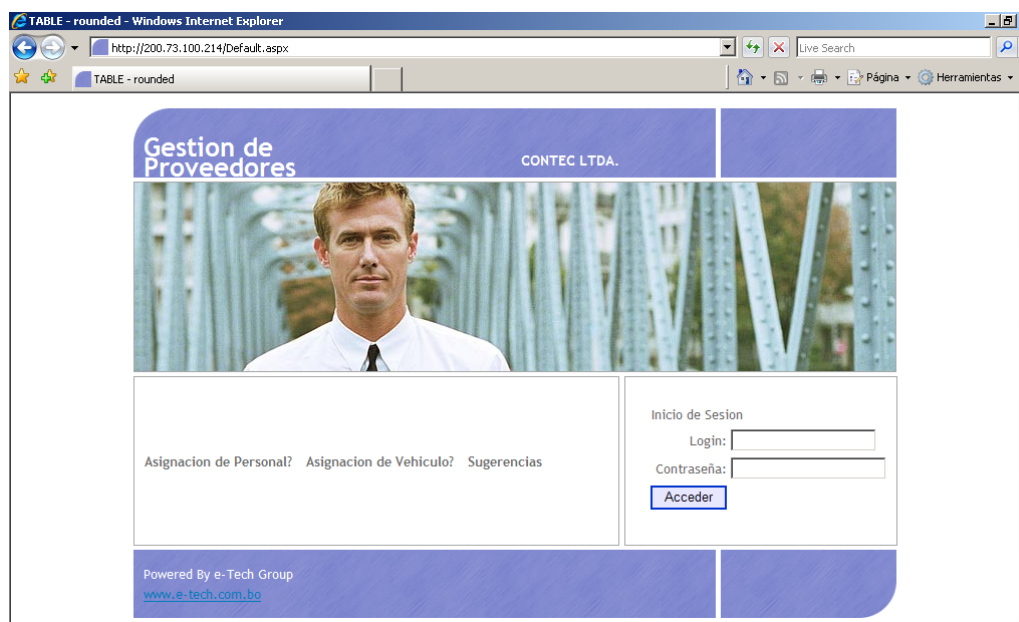 TABLE - rounded - Windows Internet Explorer
http://200.73.100.214/Default.aspx
Live Search
TABLE - rounded
Página
Herramientas
Gestion de
Proveedores
CONTEC LTDA.
Inicio de Sesion
Login:
Contraseña:
Acceder
Asignacion de Personal? Asignacion de Vehiculo? Sugerencias
Powered By e-Tech Group
www.e-tech.com.bo